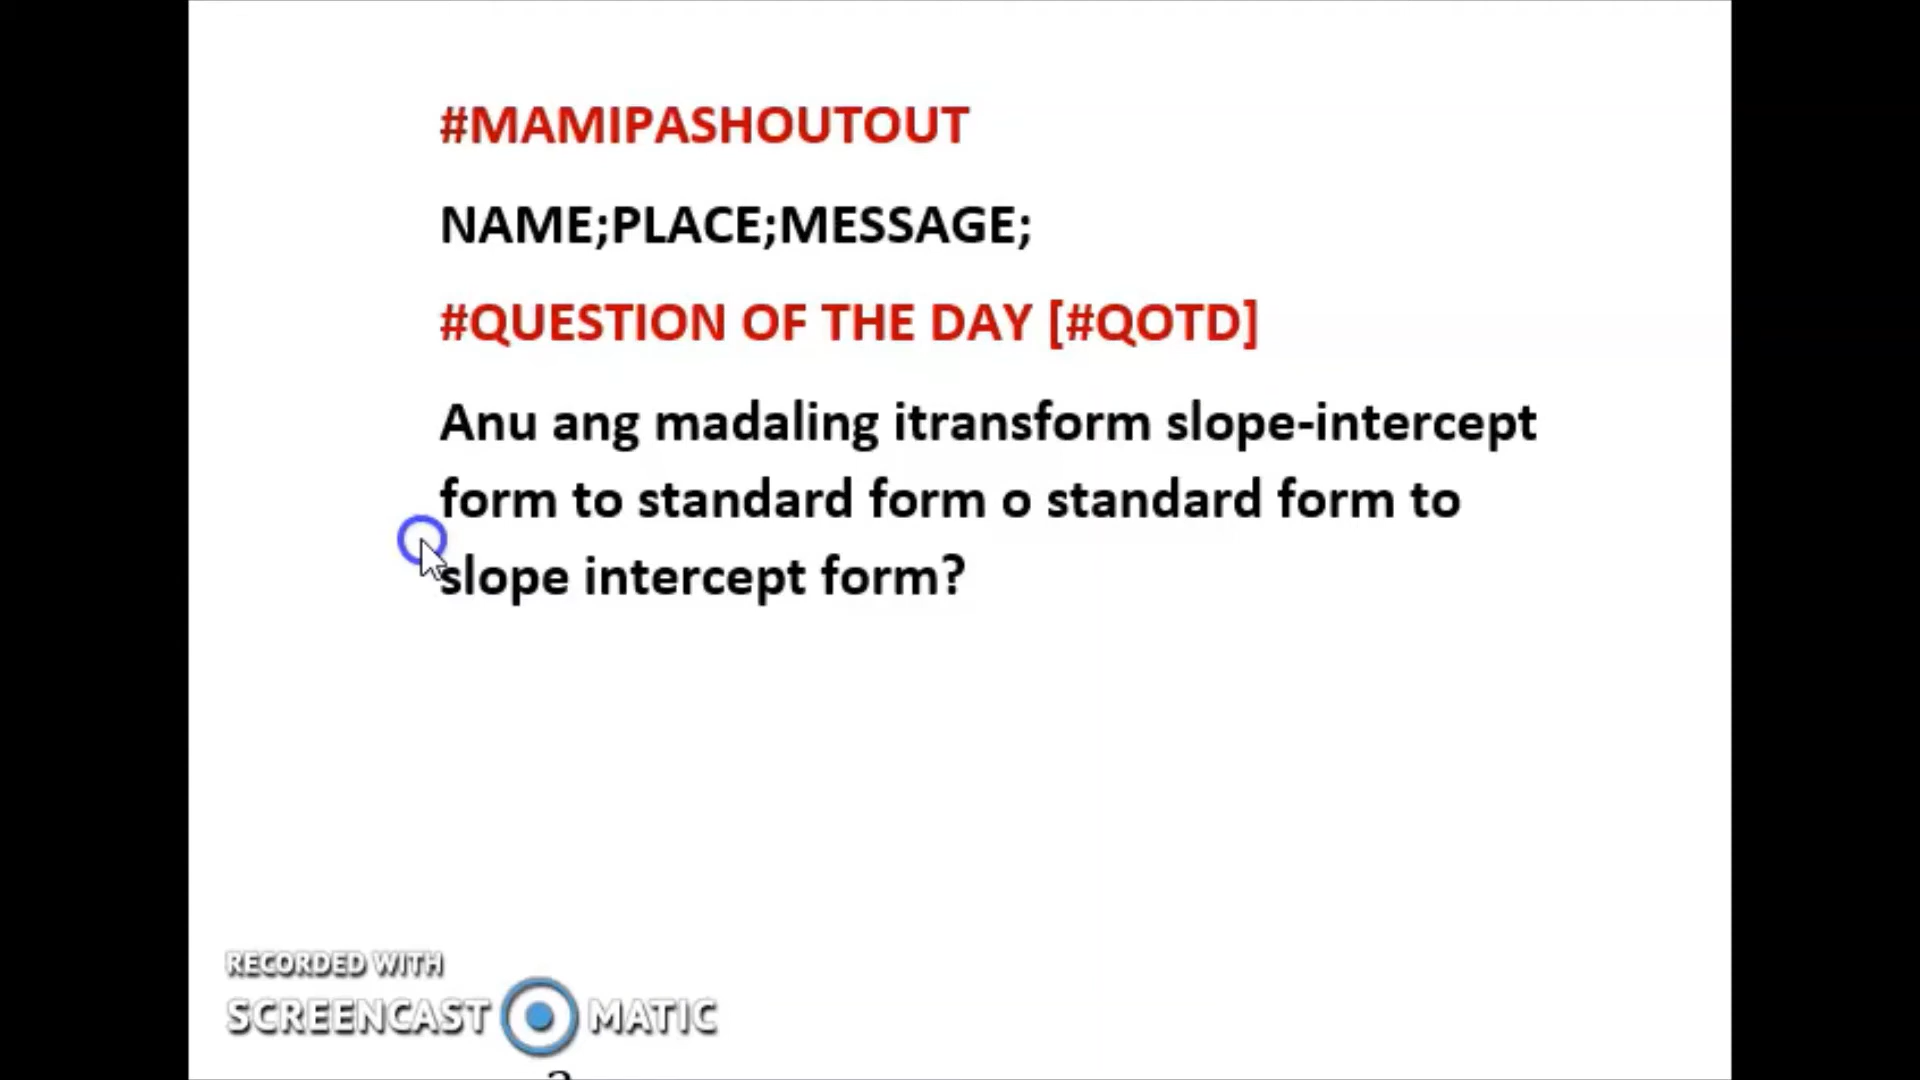 #MAMIPASHOUTOUT
NAME;PLACE;MESSAGE;
#QUESTION OF THE DAY [#QOTD]
Anu ang madaling itransform slope-intercept
form to standard form o standard form to
slope intercept form?
RECORDED WITH
SCREENCAST MATIC